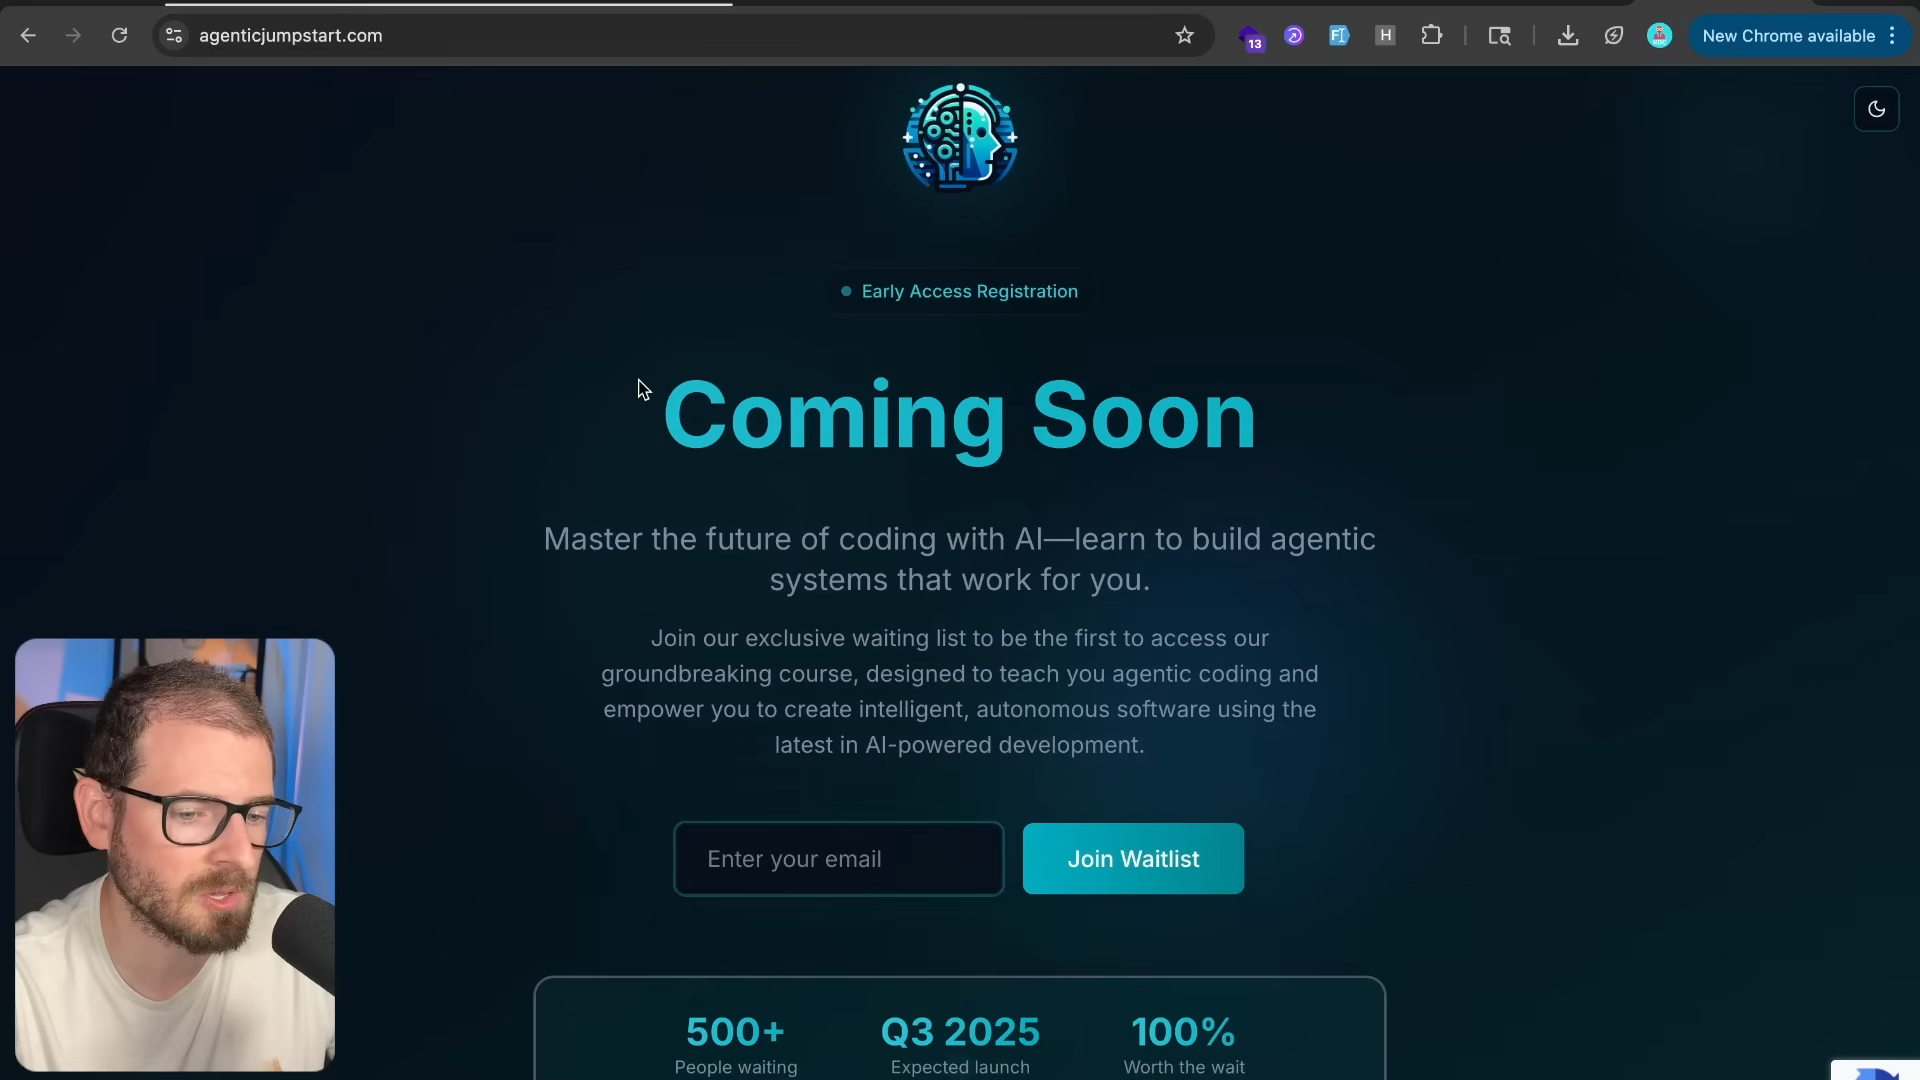 agenticjumpstart.com
13
H
New Chrome available
Early Access Registration
Coming Soon
Master the future of coding with AI—learn to build agentic
systems that work for you.
Join our exclusive waiting list to be the first to access our
groundbreaking course, designed to teach you agentic coding and
empower you to create intelligent, autonomous software using the
latest in AI-powered development.
Enter your email
Join Waitlist
500+
Q3 2025
100%
People waiting
Expected launch
Worth the wait